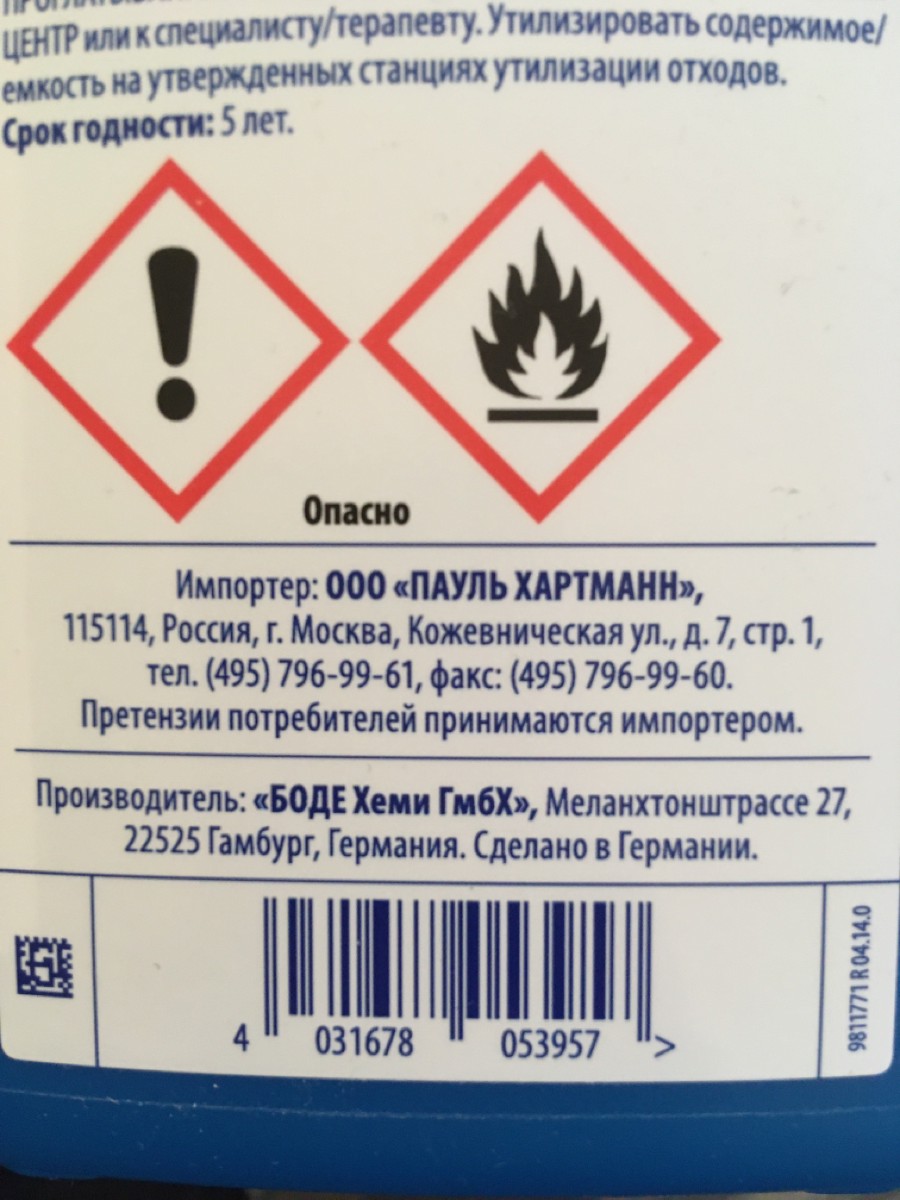 ЦЕНТР или к специалисту/терапевту. Утилизировать содержимое/
емкость на утвержденных станциях утилизации отходов.
Срок годности: 5 лет.
Опасно
Импортер: ООО «ПАУЛЬ ХАРТМАНН»,
115114, Россия, г. Москва, Кожевническая ул., д. 7, стр. 1,
тел. (495) 796-99-61, факс: (495) 796-99-60.
Претензии потребителей принимаются импортером.
Производитель: «БОДЕ Хеми ГмбХ», Меланхтонштрассе 27,
22525 Гамбург, Германия. Сделано в Германии.
4 031678 053957 >
9811771 R 04.14.0